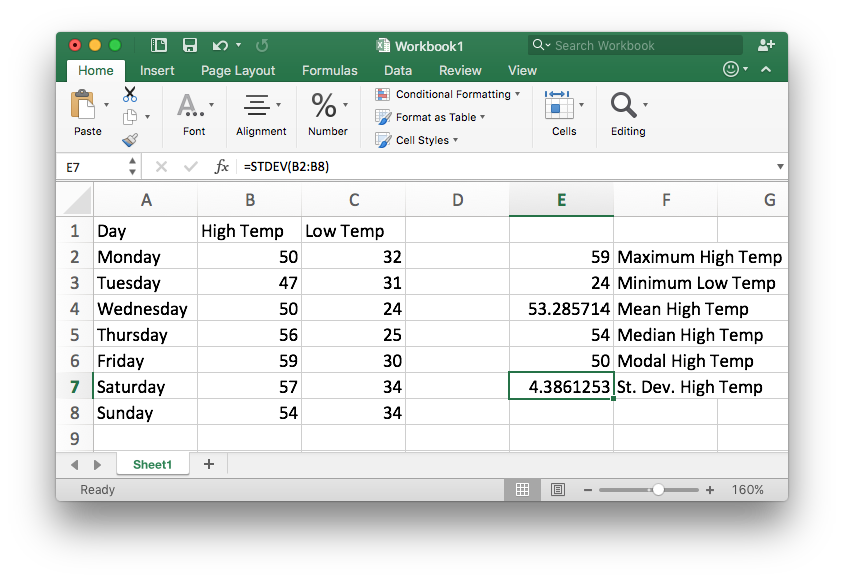 Workbook1
Search Workbook
Home Insert Page Layout Formulas Data Review View
Paste
Font
Alignment
%
Number
Conditional Formatting
Format as Table
Cell Styles
Cells
Editing
E7 fx =STDEV(B2:B8)
A B C D E F G
1 Day High Temp Low Temp
2 Monday 50 32 59 Maximum High Temp
3 Tuesday 47 31 24 Minimum Low Temp
4 Wednesday 50 24 53.285714 Mean High Temp
5 Thursday 56 25 54 Median High Temp
6 Friday 59 30 50 Modal High Temp
7 Saturday 57 34 4.3861253 St. Dev. High Temp
8 Sunday 54 34
9
Sheet1 +
Ready − + 160%